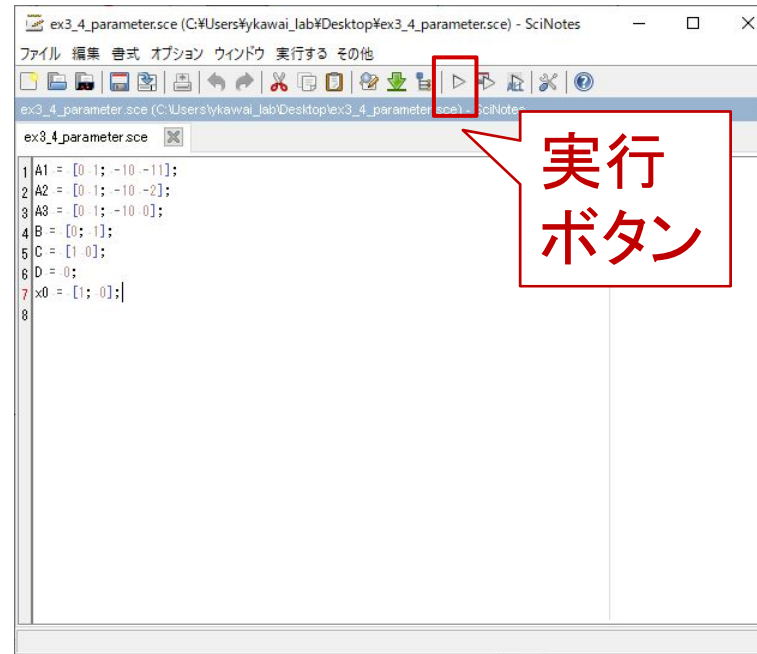 ex3_4_parameter.sce (C:¥Users¥ykawai_lab¥Desktop¥ex3_4_parameter.sce) - SciNotes
ファイル 編集 書式 オプション ウィンドウ 実行する その他
ex3_4_parameter.sce (C:\Users\ykawai_lab\Desktop\ex3_4_parameter.sce) - SciNotes
ex3_4_parameter.sce
1 A1 = [0 1; -10 -11];
2 A2 = [0 1; -10 -2];
3 A3 = [0 1; -10 0];
4 B = [0; 1];
5 C = [1 0];
6 D = 0;
7 x0 = [1; 0];
8
実行
ボタン